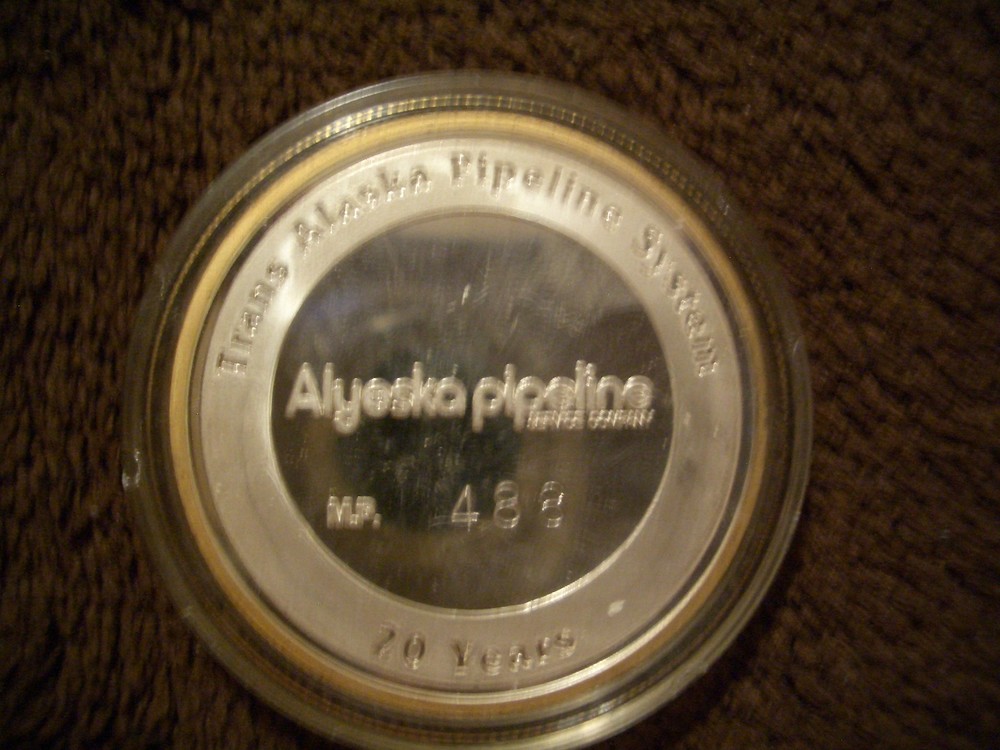 Trans Alaska Pipeline System
Alyeska pipeline
SERVICE COMPANY
M.P. 488
20 Years